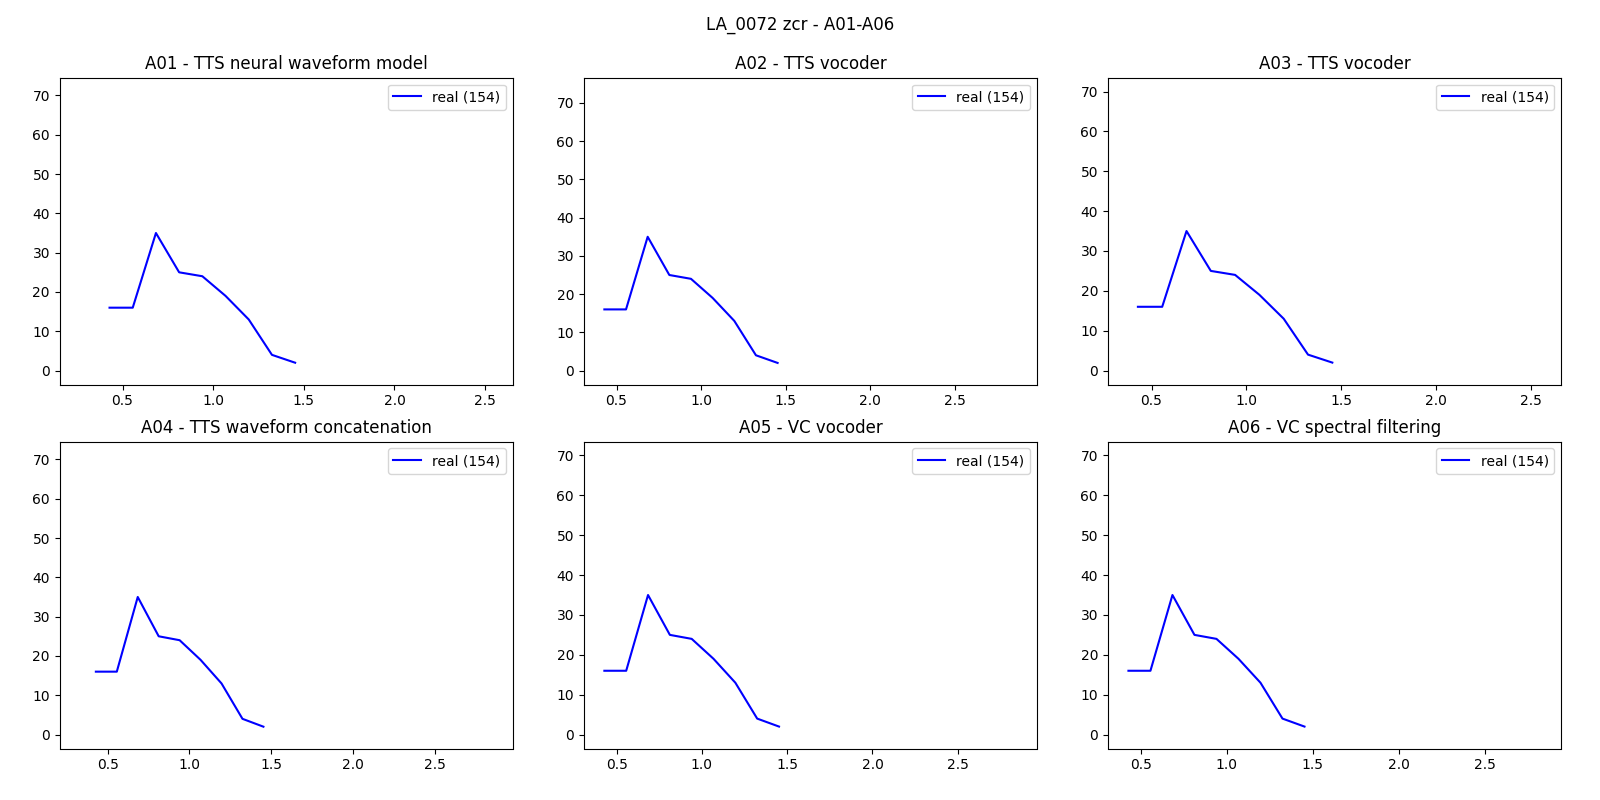 LA_0072 zcr - A01-A06
A01 - TTS neural waveform model
real (154)
70
60
50
40
30
20
10
0
0.5 1.0 1.5 2.0 2.5
A02 - TTS vocoder
real (154)
70
60
50
40
30
20
10
0
0.5 1.0 1.5 2.0 2.5
A03 - TTS vocoder
real (154)
70
60
50
40
30
20
10
0
0.5 1.0 1.5 2.0 2.5
A04 - TTS waveform concatenation
real (154)
70
60
50
40
30
20
10
0
0.5 1.0 1.5 2.0 2.5
A05 - VC vocoder
real (154)
70
60
50
40
30
20
10
0
0.5 1.0 1.5 2.0 2.5
A06 - VC spectral filtering
real (154)
70
60
50
40
30
20
10
0
0.5 1.0 1.5 2.0 2.5